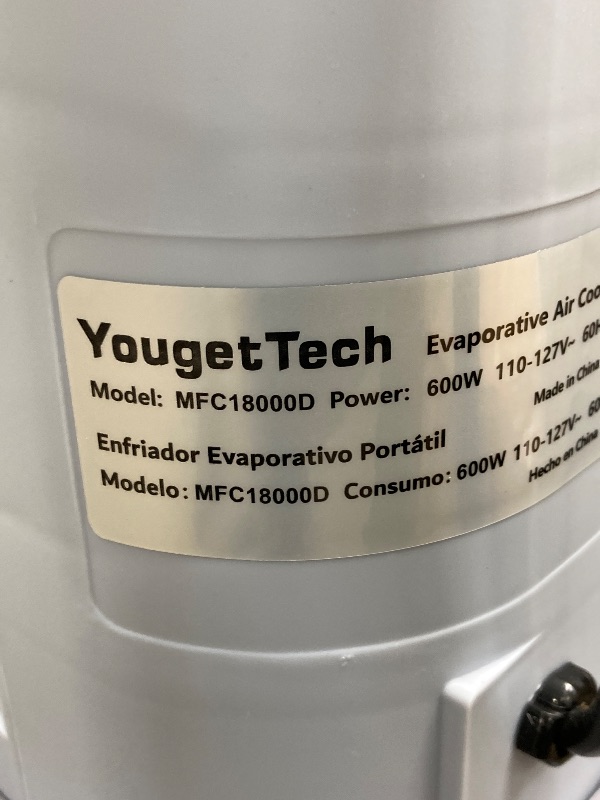 YougetTech
Evaporative Air Coo
Model: MFC18000D Power: 600W 110-127V~ 60H
Made in China
Enfriador Evaporativo Portátil
Modelo: MFC18000D Consumo: 600W 110-127V~ 60
Hecho en China